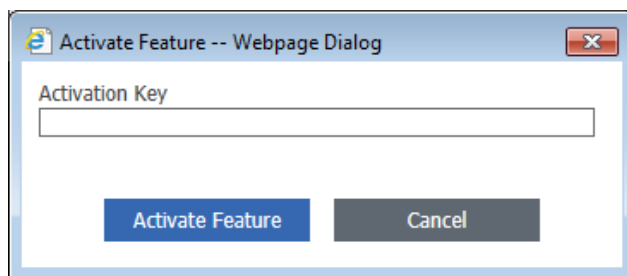 Activate Feature -- Webpage Dialog
Activation Key
Activate Feature
Cancel